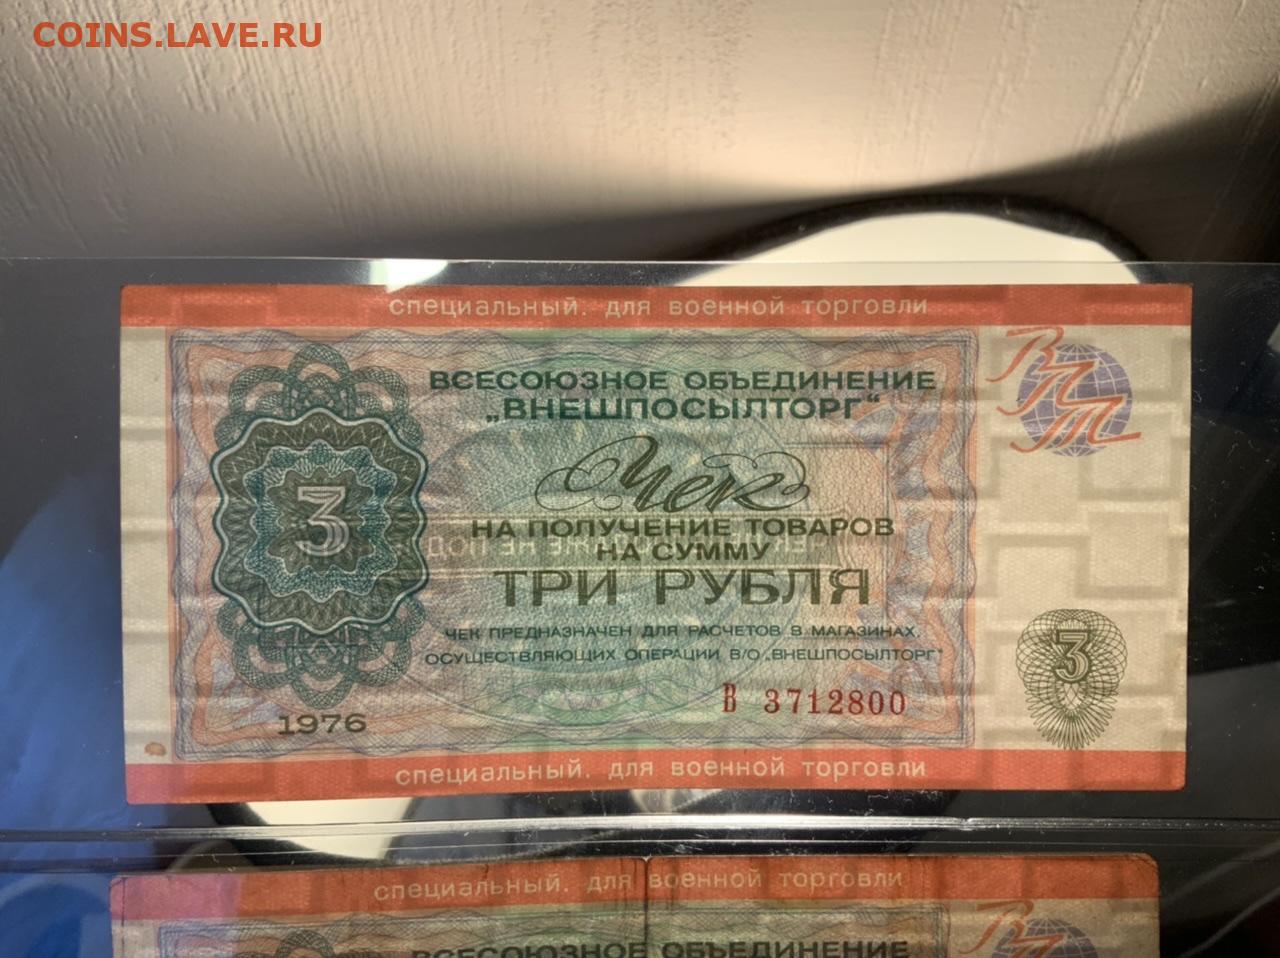 COINS.LAVE.RU
специальный. для военной торговли
ВПТ
ВСЕСОЮЗНОЕ ОБЪЕДИНЕНИЕ
„ВНЕШПОСЫЛТОРГ“
Чек
3
НА ПОЛУЧЕНИЕ ТОВАРОВ
НА СУММУ
ТРИ РУБЛЯ
ЧЕК ПРЕДНАЗНАЧЕН ДЛЯ РАСЧЕТОВ В МАГАЗИНАХ,
ОСУЩЕСТВЛЯЮЩИХ ОПЕРАЦИИ В/О „ВНЕШПОСЫЛТОРГ“
3
В 3712800
1976
специальный. для военной торговли
специальный. для военной торговли
ВПТ
ВСЕСОЮЗНОЕ ОБЪЕДИНЕНИЕ